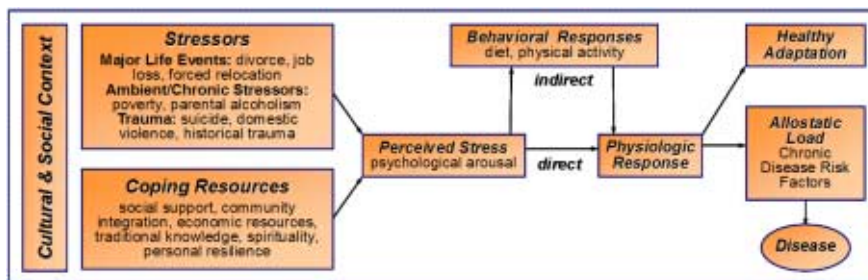 Cultural & Social Context
Stressors
Major Life Events: divorce, job
loss, forced relocation
Ambient/Chronic Stressors:
poverty, parental alcoholism
Trauma: suicide, domestic
violence, historical trauma
Coping Resources
social support, community
integration, economic resources,
traditional knowledge, spirituality,
personal resilience
Perceived Stress
psychological arousal
Behavioral Responses
diet, physical activity
indirect
direct
Physiologic
Response
Healthy
Adaptation
Allostatic
Load
Chronic
Disease Risk
Factors
Disease